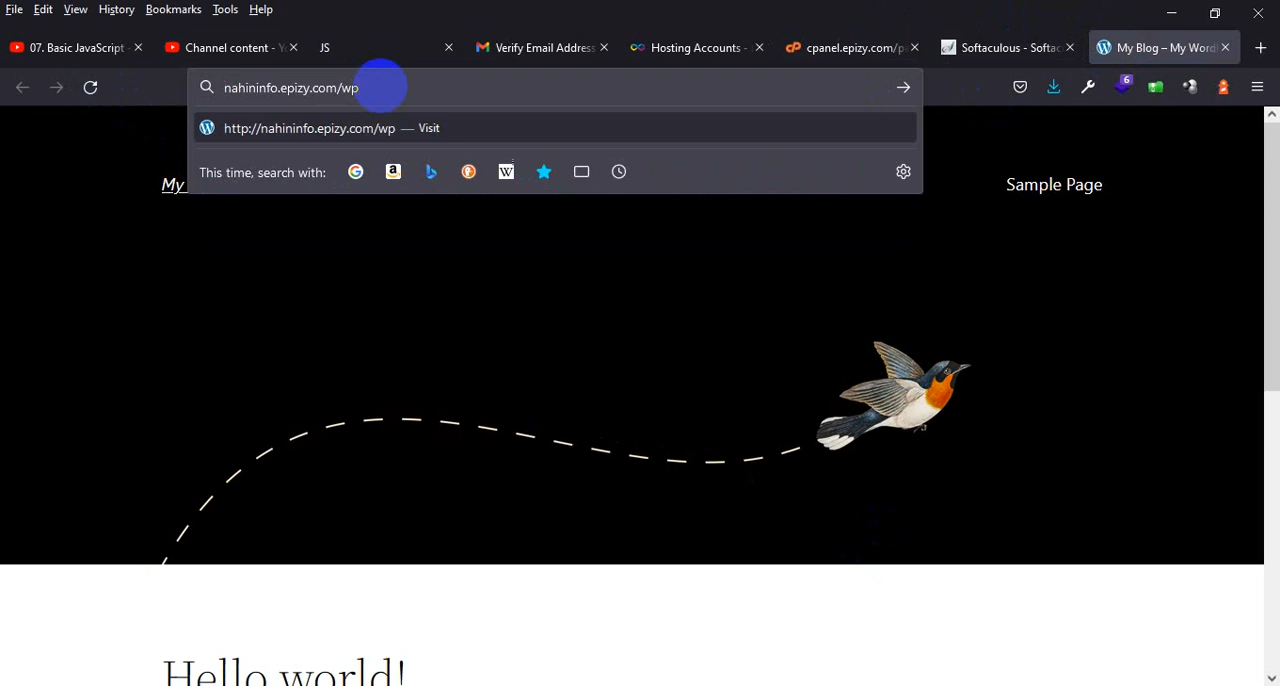 File Edit View History Bookmarks Tools Help
07. Basic JavaScript - Channel content - Y JS Verify Email Address Hosting Accounts - cpanel.epizy.com/p Softaculous - Softac My Blog – My Word
nahininfo.epizy.com/wp 6
http://nahininfo.epizy.com/wp — Visit
This time, search with:
My Sample Page
Hello world!